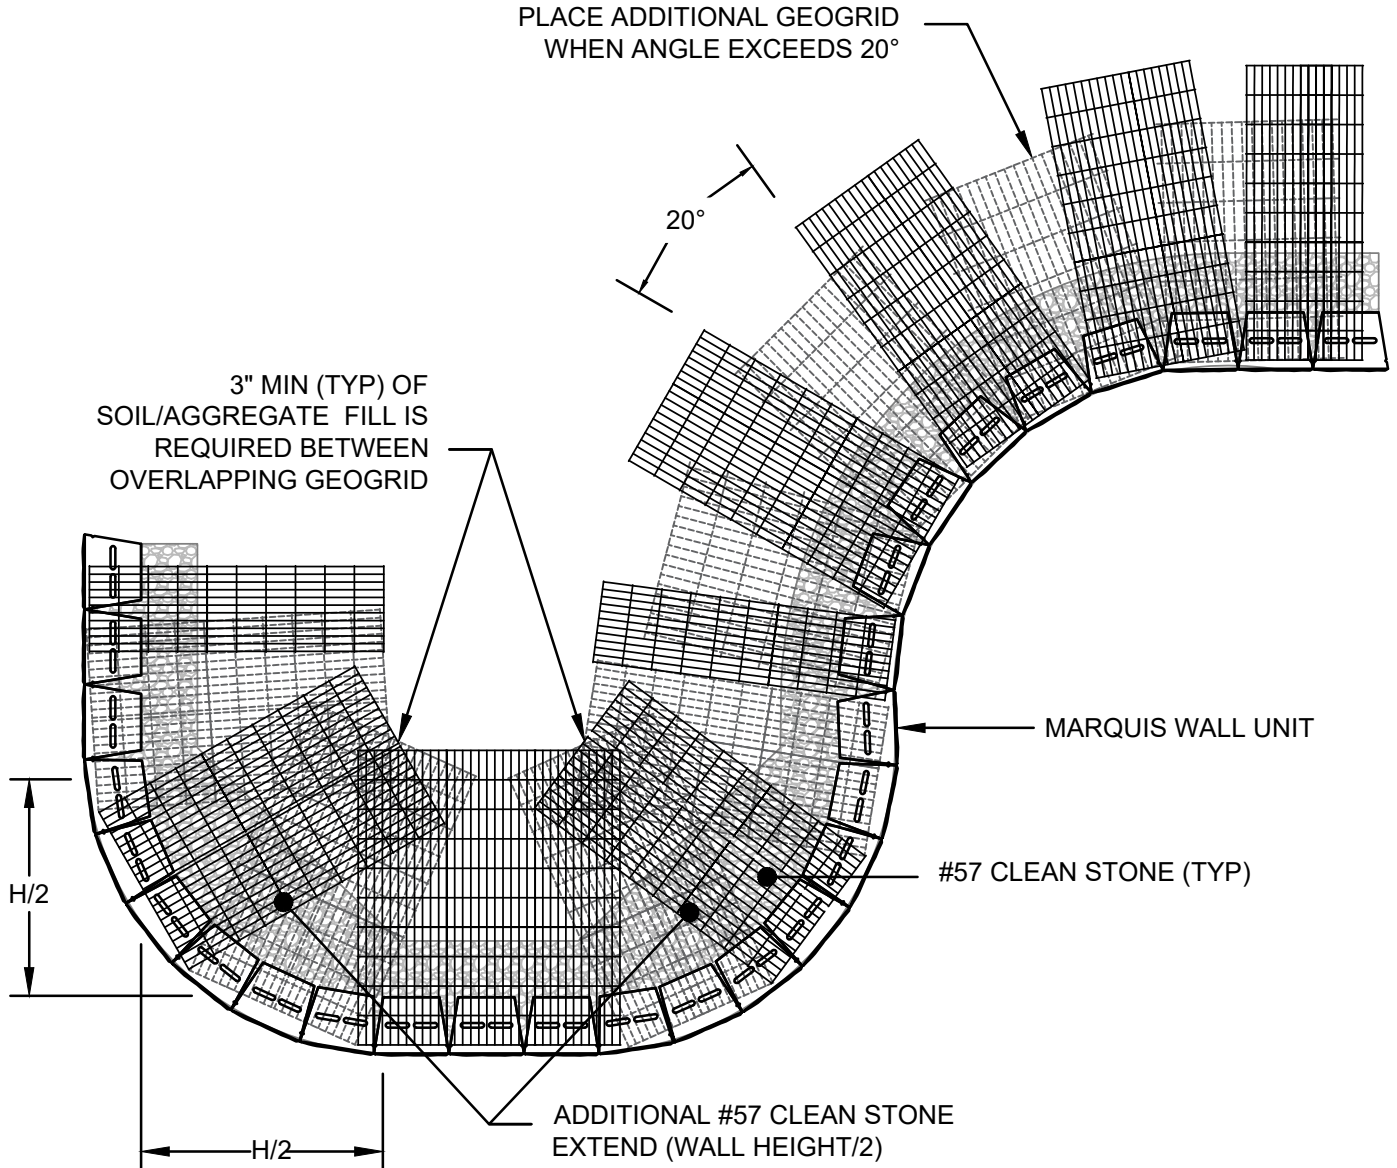 PLACE ADDITIONAL GEOGRID
WHEN ANGLE EXCEEDS 20°
20°
3" MIN (TYP) OF
SOIL/AGGREGATE FILL IS
REQUIRED BETWEEN
OVERLAPPING GEOGRID
MARQUIS WALL UNIT
#57 CLEAN STONE (TYP)
H/2
ADDITIONAL #57 CLEAN STONE
EXTEND (WALL HEIGHT/2)
H/2